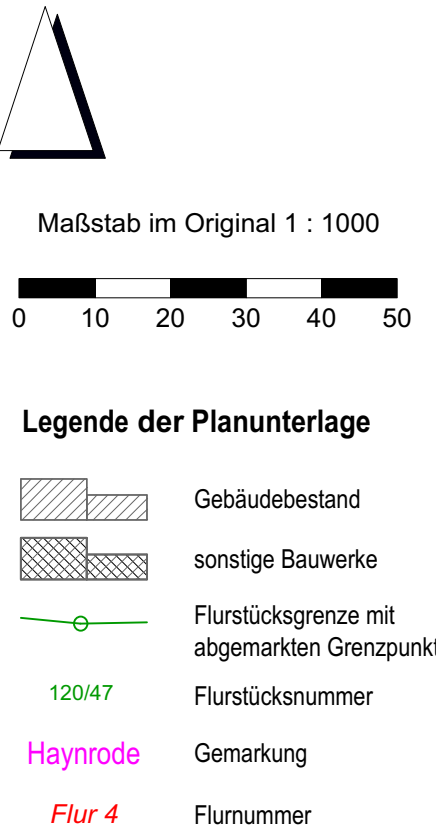 Maßstab im Original 1 : 1000
0 10 20 30 40 50
Legende der Planunterlage
Gebäudebestand
sonstige Bauwerke
Flurstücksgrenze mit
abgemarkten Grenzpunkt
120/47 Flurstücksnummer
Haynrode Gemarkung
Flur 4 Flurnummer